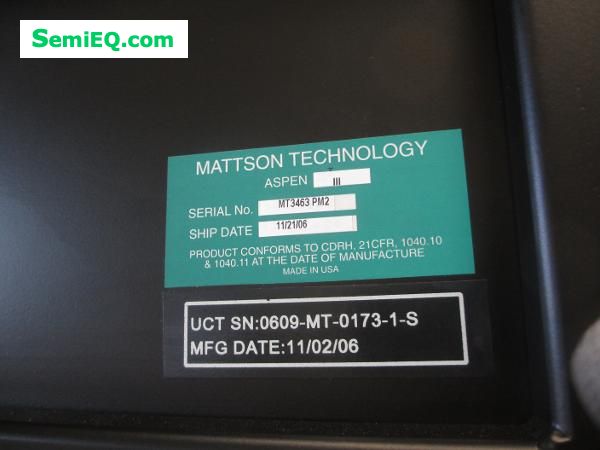 SemiEQ.com
MATTSON TECHNOLOGY
ASPEN III
SERIAL No. MT3463 PM2
SHIP DATE 11/21/06
PRODUCT CONFORMS TO CDRH, 21CFR, 1040.10
& 1040.11 AT THE DATE OF MANUFACTURE
MADE IN USA
UCT SN:0609-MT-0173-1-S
MFG DATE:11/02/06